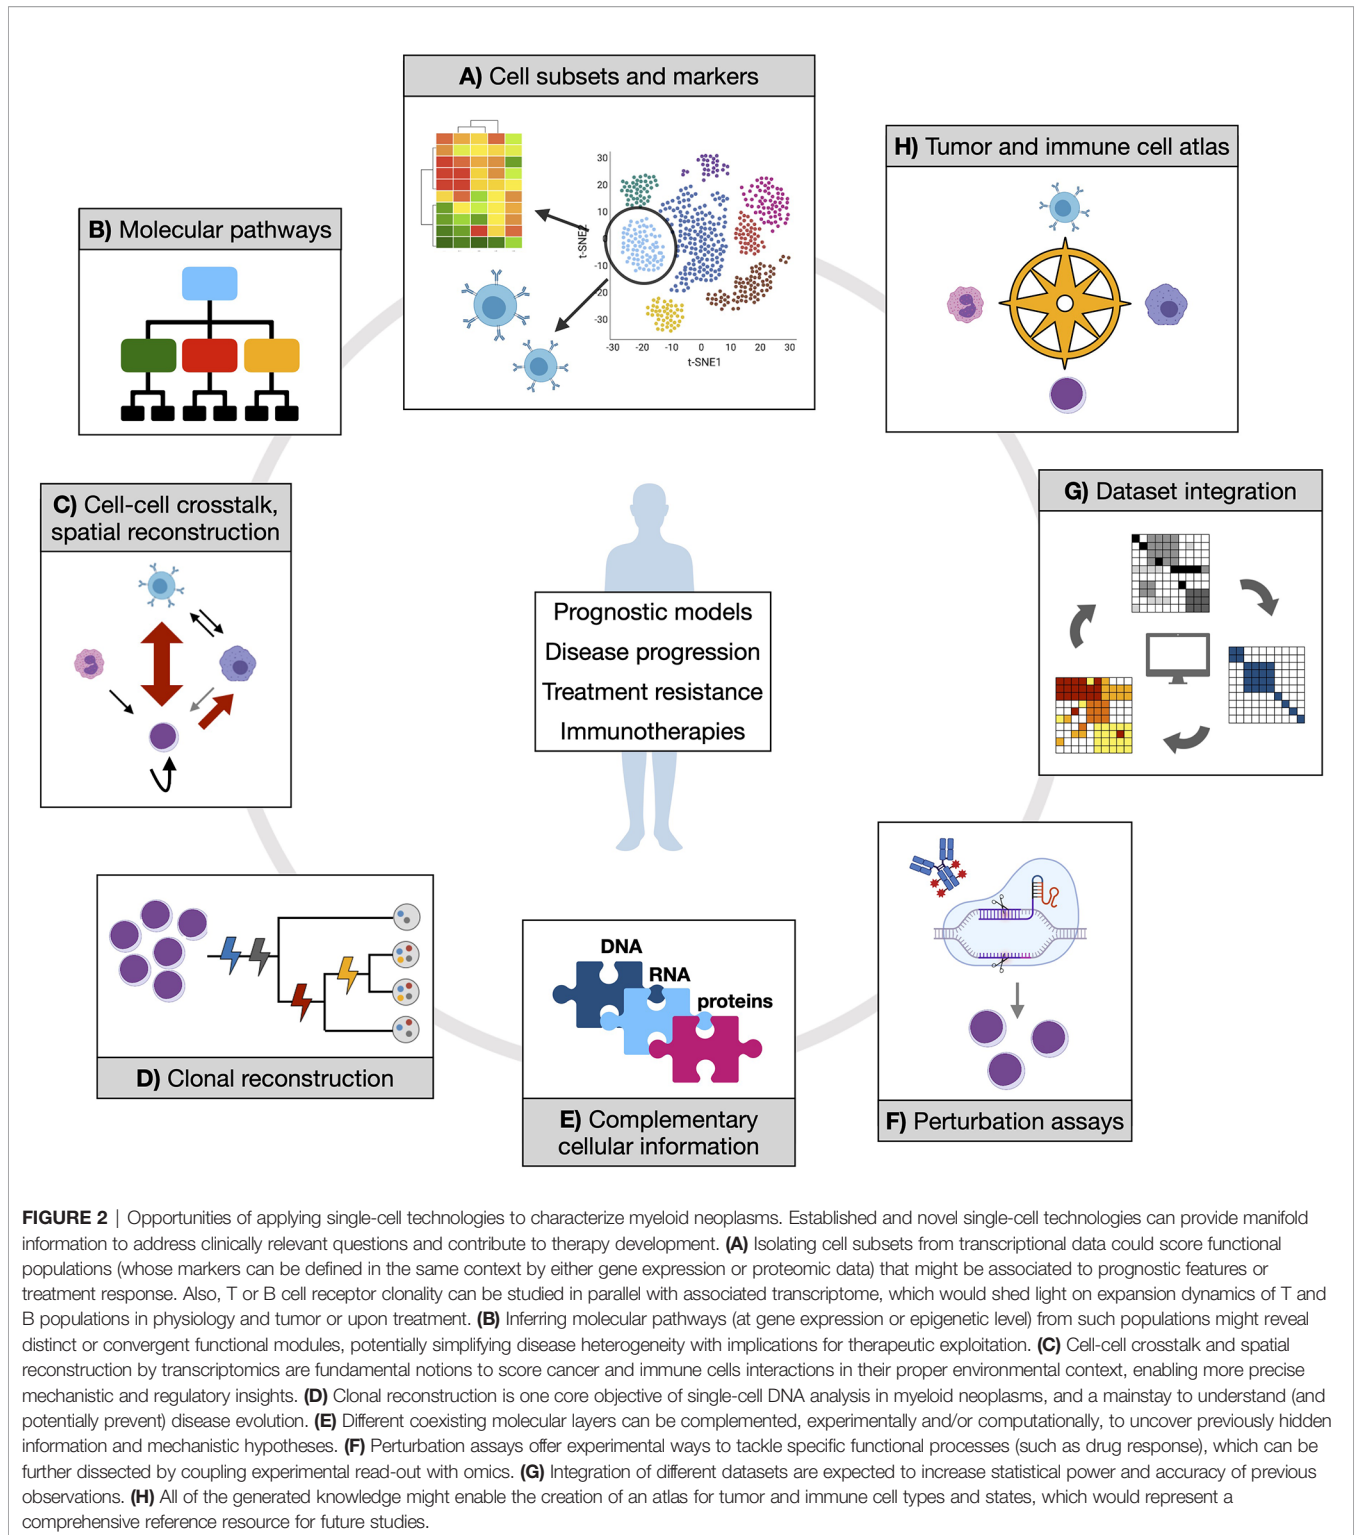 A) Cell subsets and markers
30
20
10
0
-10
-20
-30
t-SNE2
-30 -20 -10 0 10 20 30
t-SNE1
H) Tumor and immune cell atlas
B) Molecular pathways
C) Cell-cell crosstalk,
spatial reconstruction
G) Dataset integration
Prognostic models
Disease progression
Treatment resistance
Immunotherapies
D) Clonal reconstruction
DNA
RNA
proteins
E) Complementary
cellular information
F) Perturbation assays
FIGURE 2 | Opportunities of applying single-cell technologies to characterize myeloid neoplasms. Established and novel single-cell technologies can provide manifold
information to address clinically relevant questions and contribute to therapy development. (A) Isolating cell subsets from transcriptional data could score functional
populations (whose markers can be defined in the same context by either gene expression or proteomic data) that might be associated to prognostic features or
treatment response. Also, T or B cell receptor clonality can be studied in parallel with associated transcriptome, which would shed light on expansion dynamics of T and
B populations in physiology and tumor or upon treatment. (B) Inferring molecular pathways (at gene expression or epigenetic level) from such populations might reveal
distinct or convergent functional modules, potentially simplifying disease heterogeneity with implications for therapeutic exploitation. (C) Cell-cell crosstalk and spatial
reconstruction by transcriptomics are fundamental notions to score cancer and immune cells interactions in their proper environmental context, enabling more precise
mechanistic and regulatory insights. (D) Clonal reconstruction is one core objective of single-cell DNA analysis in myeloid neoplasms, and a mainstay to understand (and
potentially prevent) disease evolution. (E) Different coexisting molecular layers can be complemented, experimentally and/or computationally, to uncover previously hidden
information and mechanistic hypotheses. (F) Perturbation assays offer experimental ways to tackle specific functional processes (such as drug response), which can be
further dissected by coupling experimental read-out with omics. (G) Integration of different datasets are expected to increase statistical power and accuracy of previous
observations. (H) All of the generated knowledge might enable the creation of an atlas for tumor and immune cell types and states, which would represent a
comprehensive reference resource for future studies.